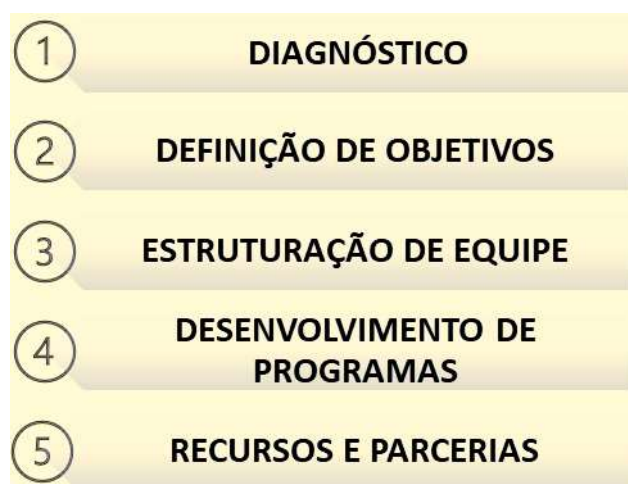 1
DIAGNÓSTICO
2
DEFINIÇÃO DE OBJETIVOS
3
ESTRUTURAÇÃO DE EQUIPE
4
DESENVOLVIMENTO DE
PROGRAMAS
5
RECURSOS E PARCERIAS